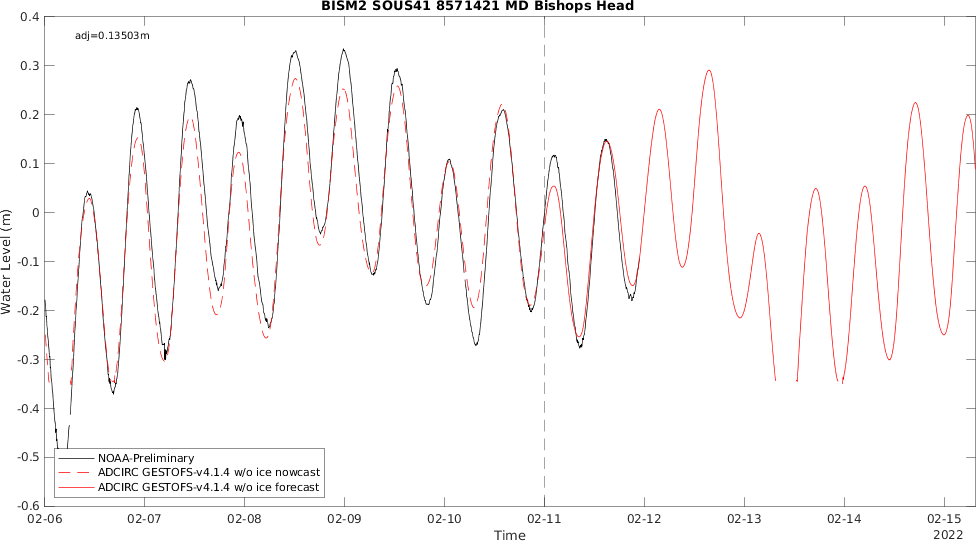 BISM2 SOUS41 8571421 MD Bishops Head
adj=0.13503m
0.4
0.3
0.2
0.1
0
-0.1
-0.2
-0.3
-0.4
-0.5
-0.6
Water Level (m)
NOAA-Preliminary
ADCIRC GESTOFS-v4.1.4 w/o ice nowcast
ADCIRC GESTOFS-v4.1.4 w/o ice forecast
02-06 02-07 02-08 02-09 02-10 02-11 02-12 02-13 02-14 02-15
Time
2022